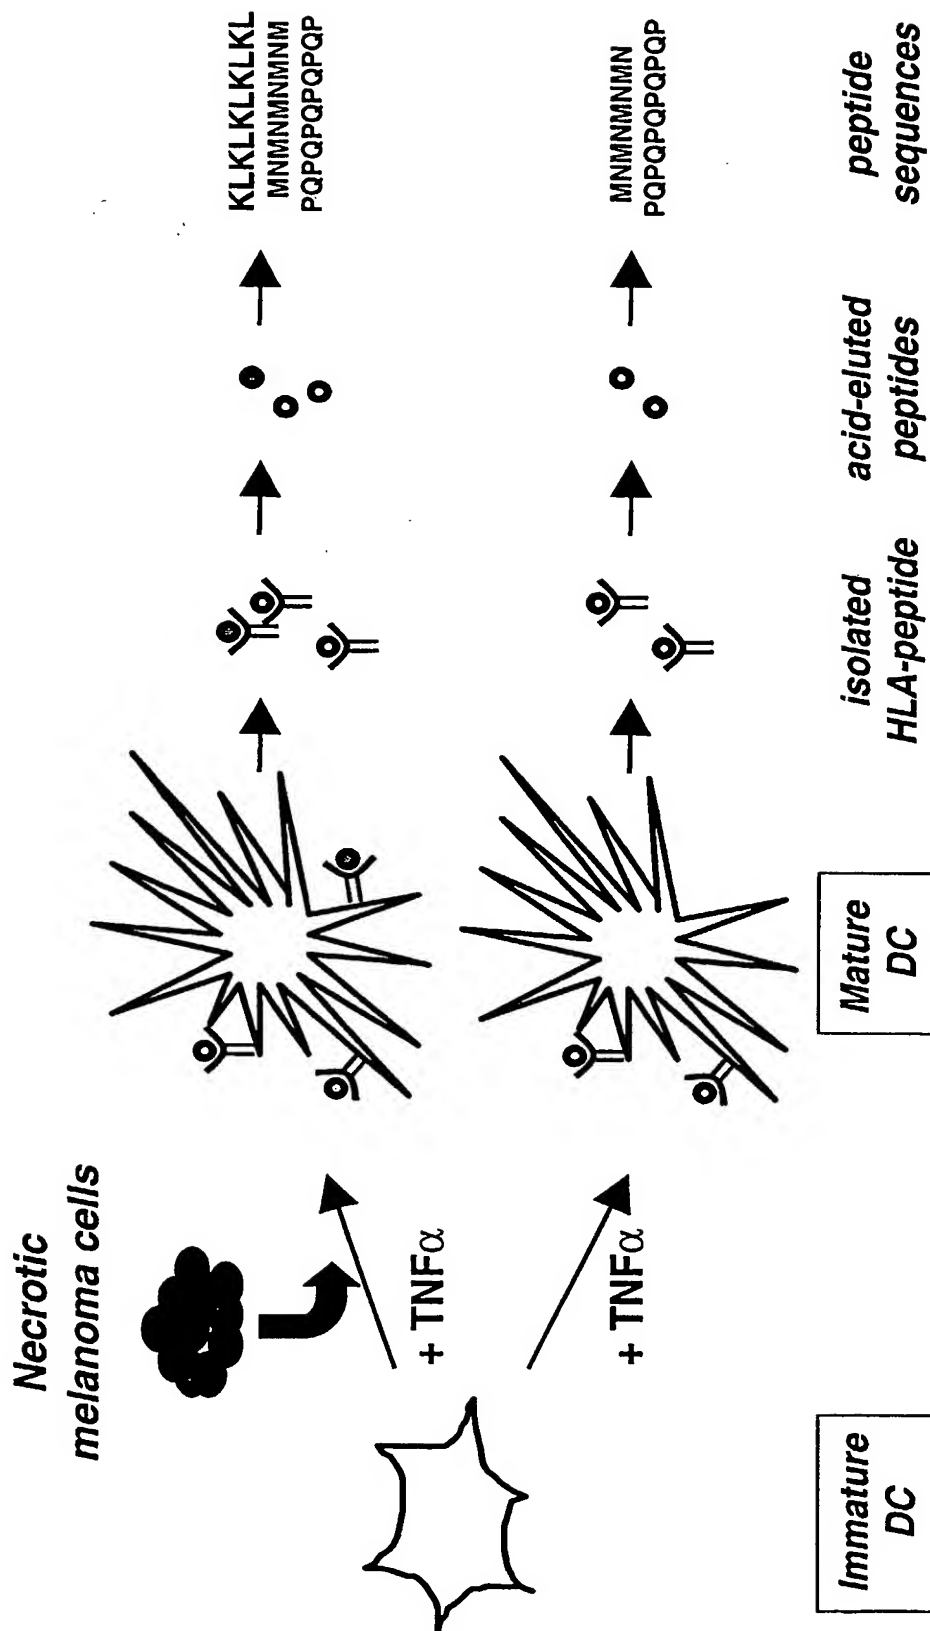 Necrotic
melanoma cells
+ TNFα
+ TNFα
KLKLKLKLKL
MNMNMNMNM
PQPQPQPQPQP
MNMNMNMN
PQPQPQPQPQP
Immature
DC
Mature
DC
isolated
HLA-peptide
acid-eluted
peptides
peptide
sequences